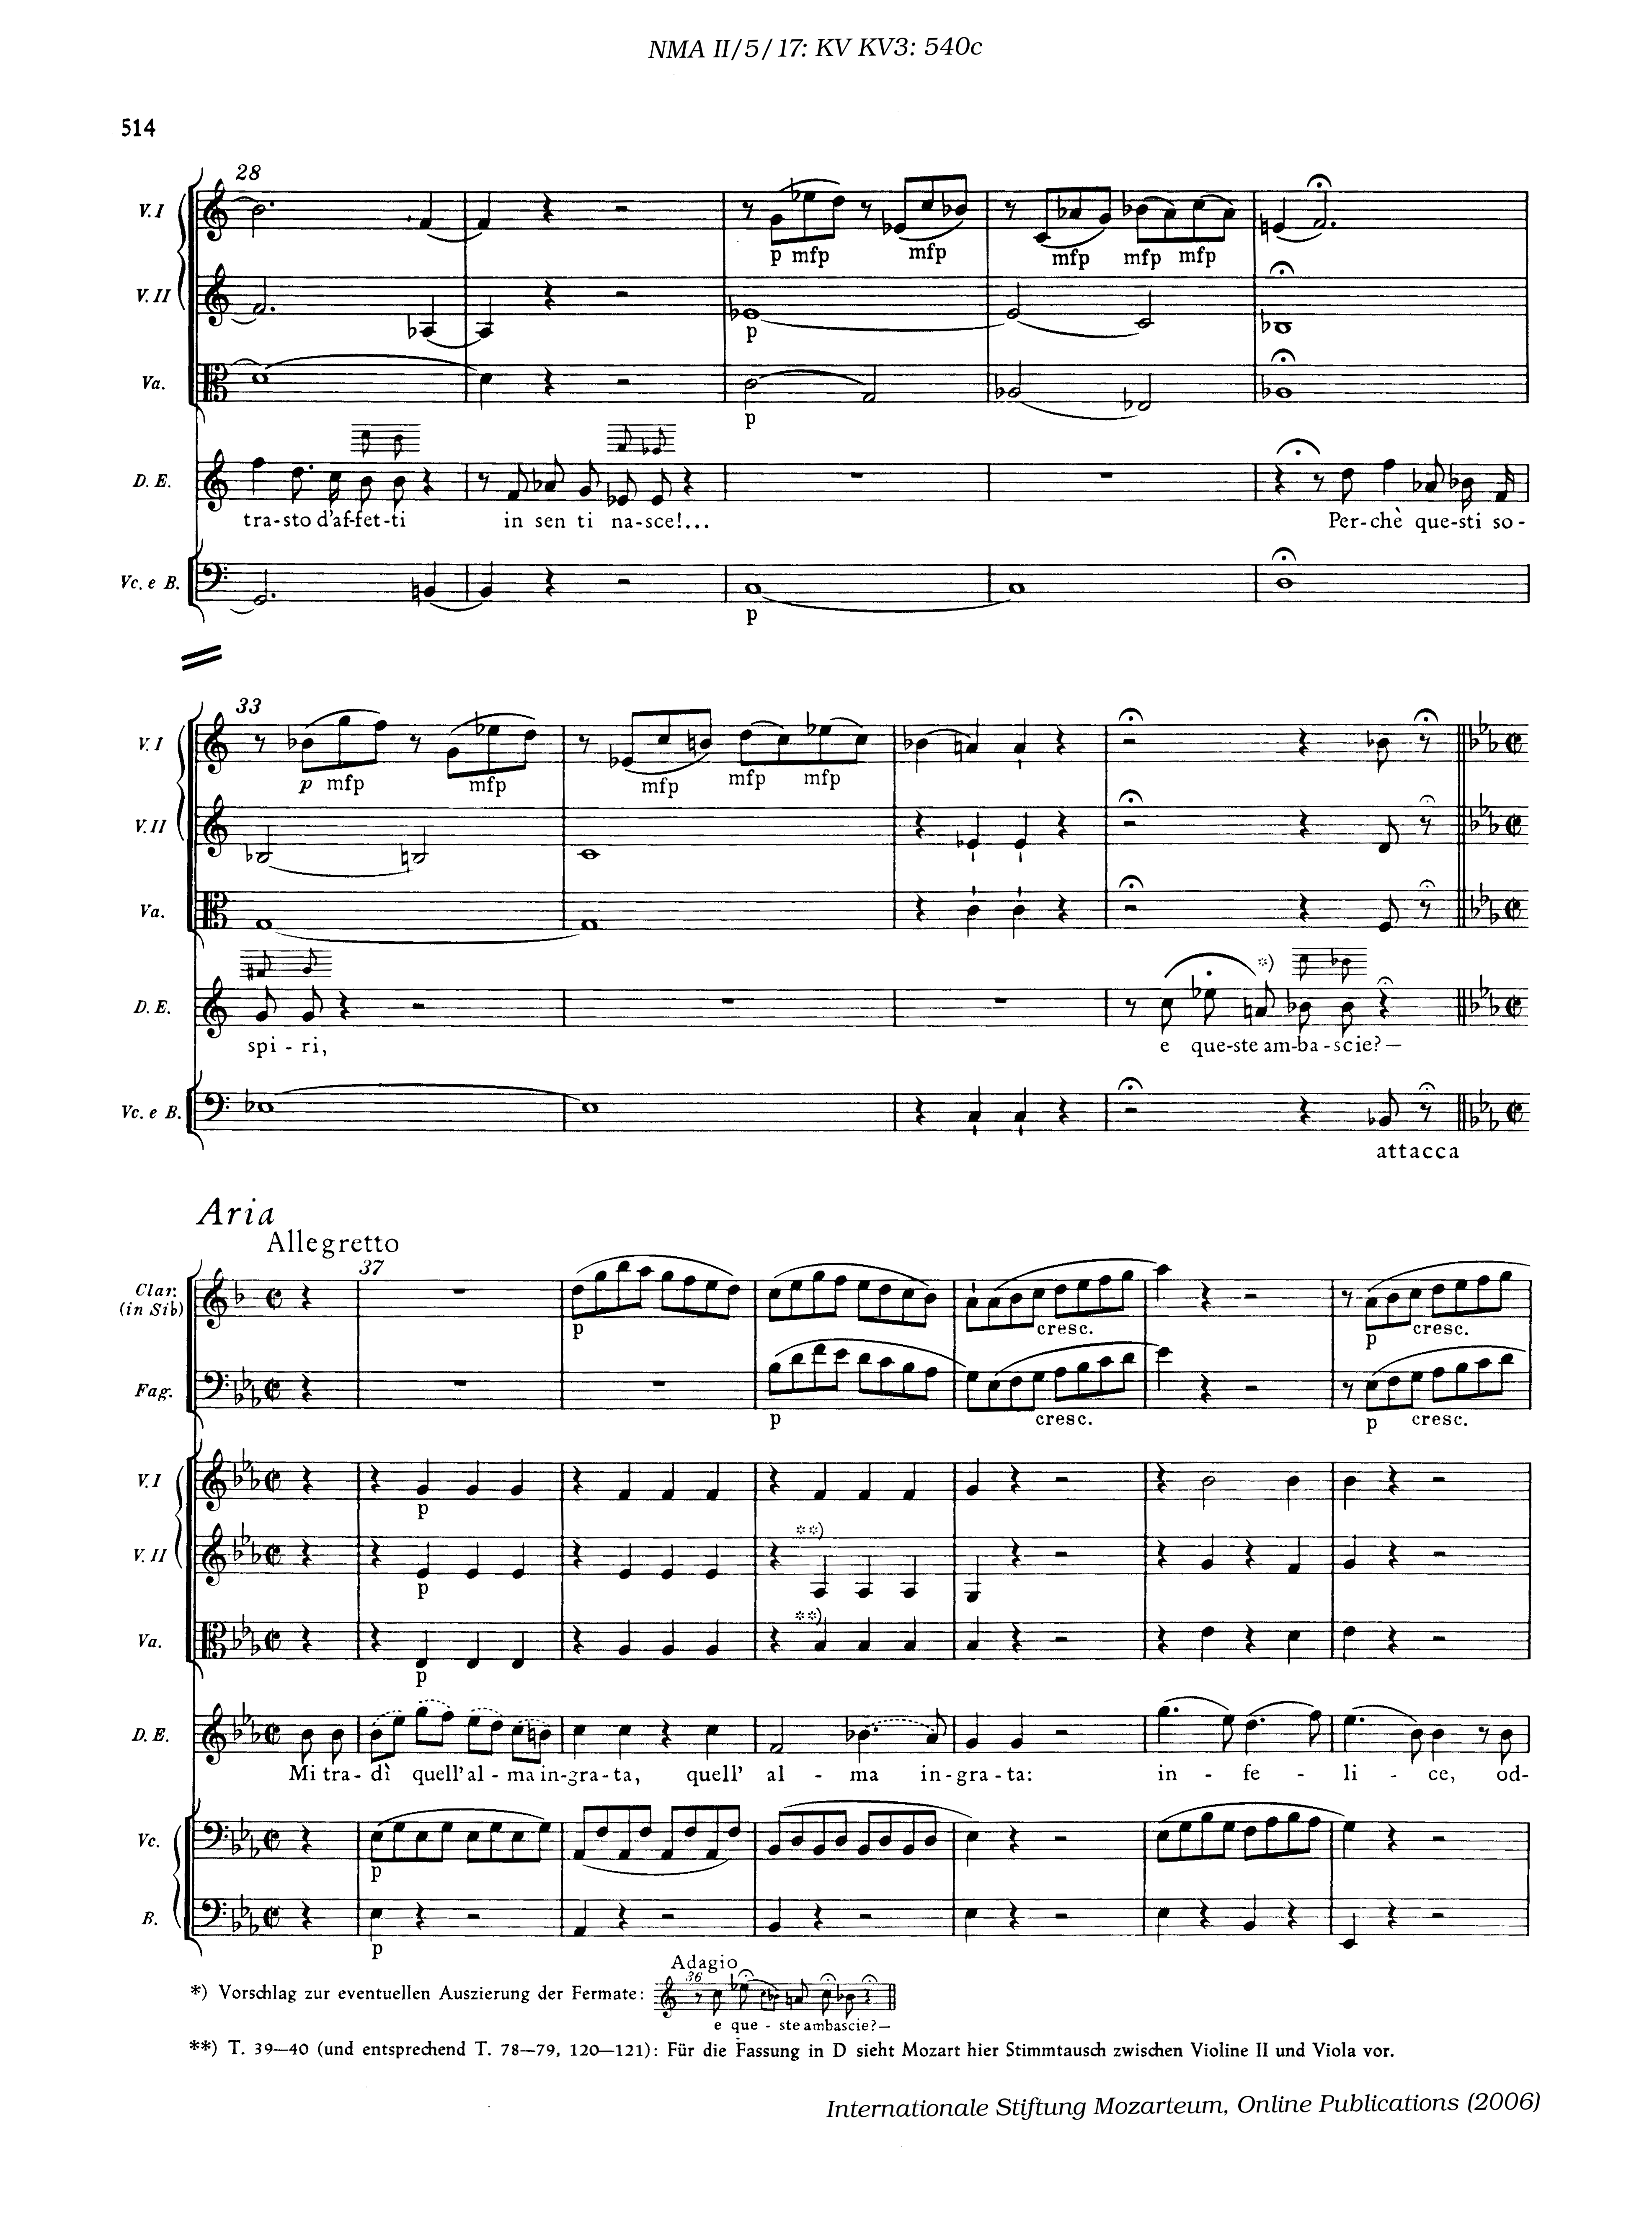 NMA II/5/17: KV KV3: 540c
514
28
V. I
p mfp mfp mfp mfp mfp
V. II
p
Va.
p
D. E.
tra-sto d'af-fet-ti in sen ti na-sce!... Per-chè que-sti so-
Vc. e B.
p
33
V. I
p mfp mfp mfp mfp mfp
V. II
Va.
*)
D. E.
spi - ri, e que-ste am-ba-scie?—
Vc. e B.
attacca
Aria
Allegretto
37
Clar.
(in Sib)
p cresc. p cresc.
Fag.
p cresc. p cresc.
V. I
p
**)
V. II
p
**)
Va.
p
D. E.
Mi tra- dì quell' al - ma in-gra-ta, quell' al - ma in-gra-ta: in - fe - li - ce, od-
Vc.
p
B.
p
Adagio
36
*) Vorschlag zur eventuellen Auszierung der Fermate:
e que - ste ambascie?—
**) T. 39—40 (und entsprechend T. 78—79, 120—121): Für die Fassung in D sieht Mozart hier Stimmtausch zwischen Violine II und Viola vor.
Internationale Stiftung Mozarteum, Online Publications (2006)